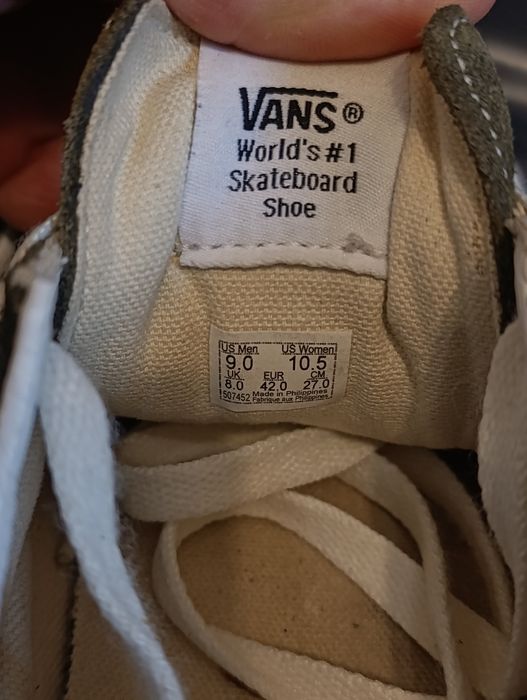 VANS®
World's #1
Skateboard
Shoe
US Men US Women
9.0 10.5
UK EUR CM
8.0 42.0 27.0
507452 Made in Philippines
Fabrique aux Philippines